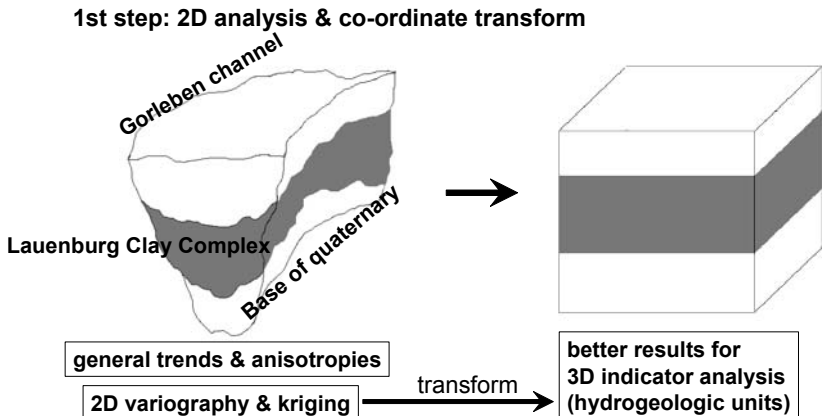 1st step: 2D analysis & co-ordinate transform
Gorleben channel
Lauenburg Clay Complex
Base of quaternary
general trends & anisotropies
2D variography & kriging
transform
better results for
3D indicator analysis
(hydrogeologic units)